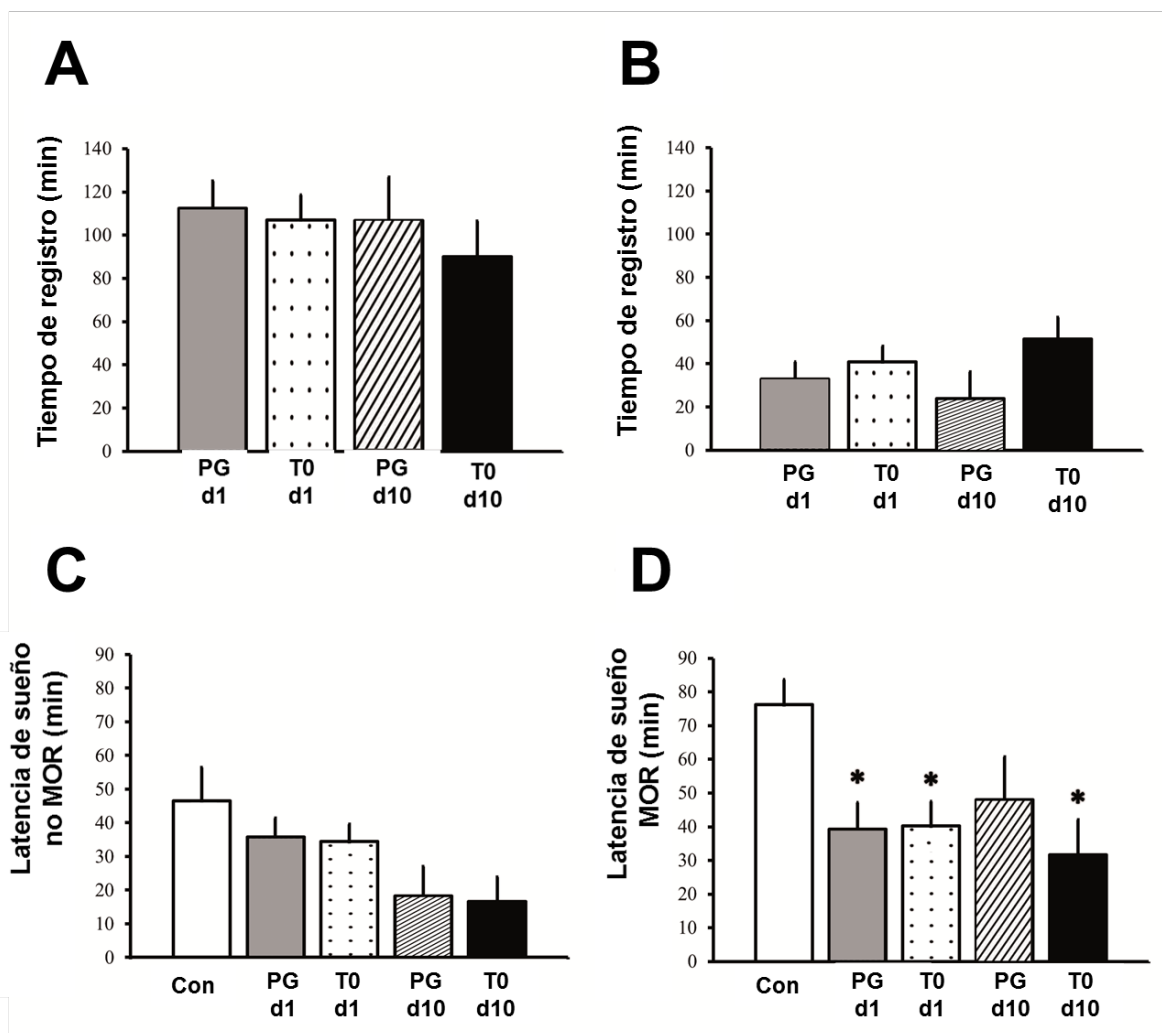 A
Tiempo de registro (min)
140
120
100
80
60
40
20
0
PG
d1
T0
d1
PG
d10
T0
d10
B
Tiempo de registro (min)
140
120
100
80
60
40
20
0
PG
d1
T0
d1
PG
d10
T0
d10
C
Latencia de sueño
no MOR (min)
90
80
70
60
50
40
30
20
10
0
Con
PG
d1
T0
d1
PG
d10
T0
d10
D
Latencia de sueño
MOR (min)
90
80
70
60
50
40
30
20
10
0
*
*
*
Con
PG
d1
T0
d1
PG
d10
T0
d10